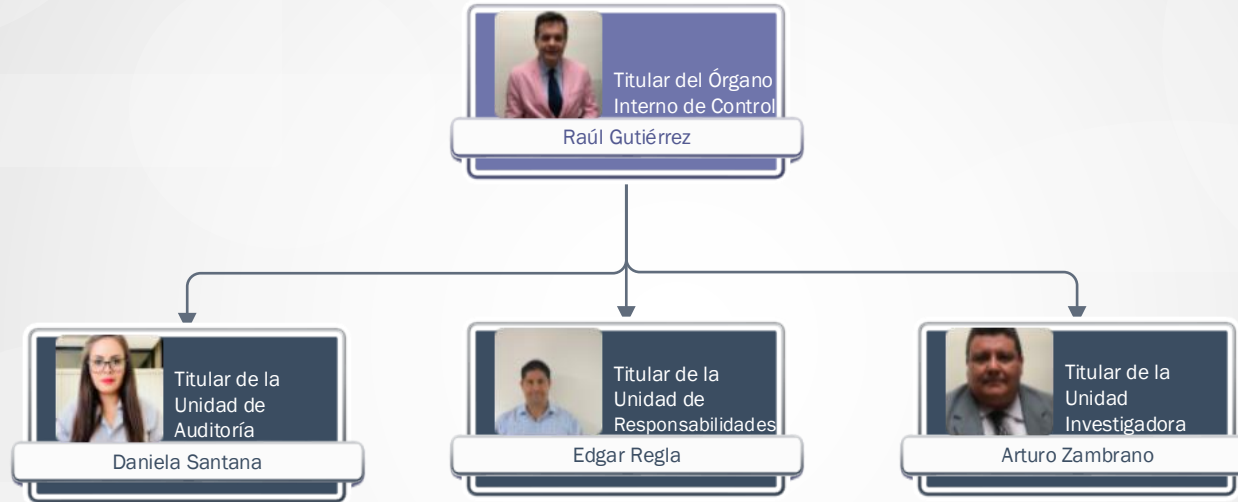 Titular del Órgano
Interno de Control
Raúl Gutiérrez
Titular de la
Unidad de
Auditoría
Daniela Santana
Titular de la
Unidad de
Responsabilidades
Edgar Regla
Titular de la
Unidad
Investigadora
Arturo Zambrano